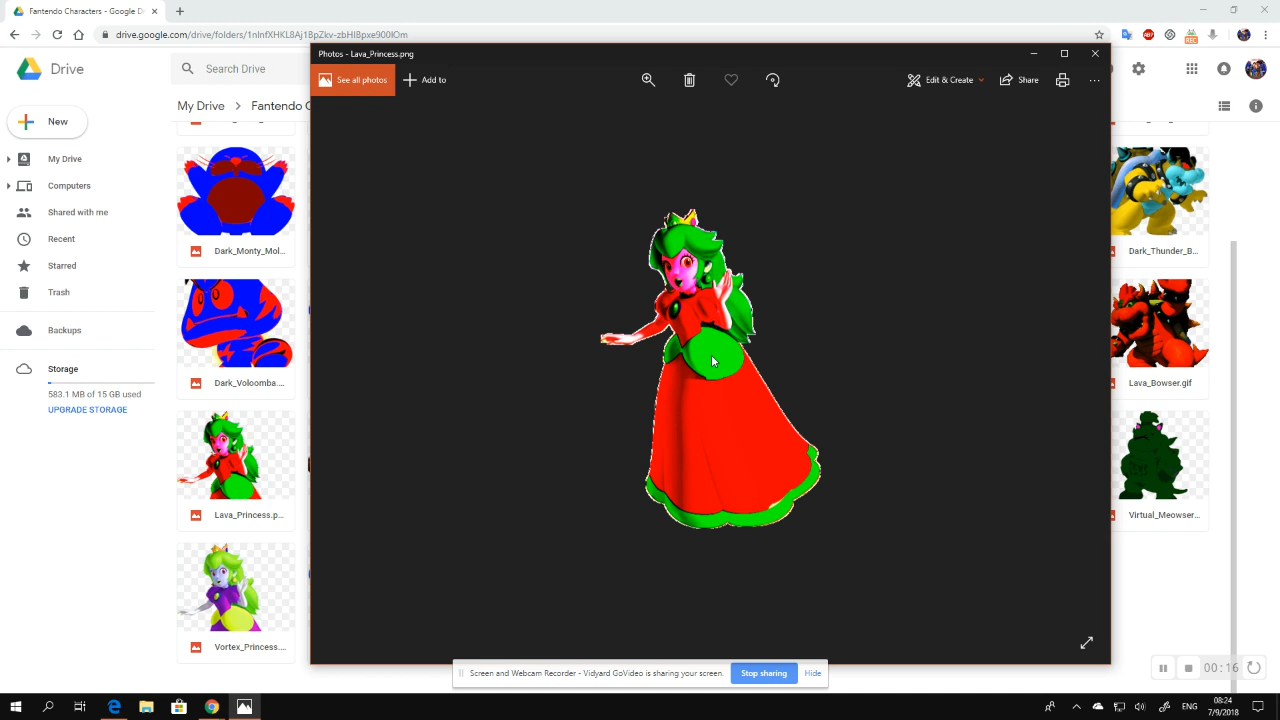 Fantendo Characters - Google D
drive.google.com/drive/folders/
Photos - Lava_Princess.png
Drive
Search Drive
See all photos
Add to
Edit & Create
Share
My Drive > Fantendo C
New
My Drive
Computers
Shared with me
Recent
Starred
Trash
Backups
Storage
583.1 MB of 15 GB used
UPGRADE STORAGE
Dark_Monty_Mol...
Dark_Thunder_B...
Dark_Voloomba....
Lava_Bowser.gif
Lava_Princess.p...
Virtual_Meowser...
Vortex_Princess....
Screen and Webcam Recorder - Vidyard GoVideo is sharing your screen.
Stop sharing
Hide
00:16
ABP
REC
ENG
08:24
7/9/2018